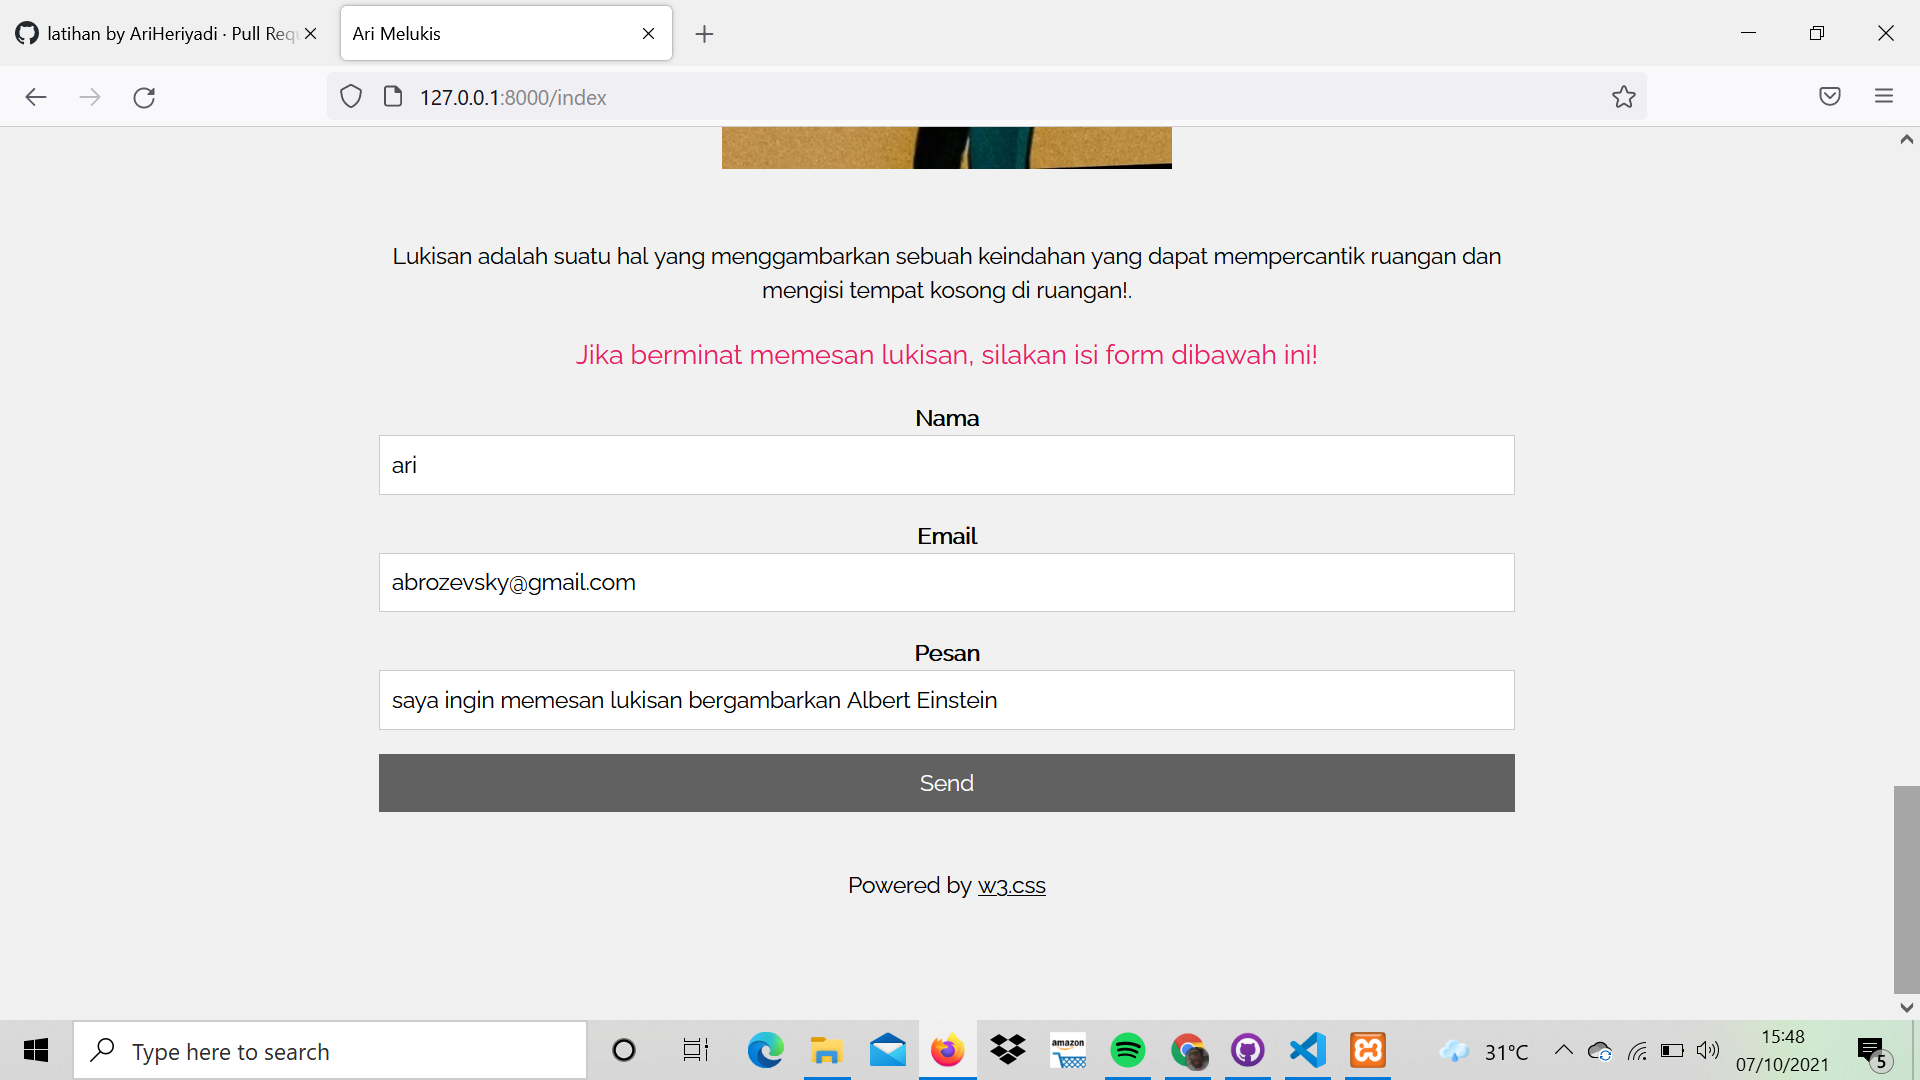 latihan by AriHeriyadi · Pull Req
Ari Melukis
127.0.0.1:8000/index
Lukisan adalah suatu hal yang menggambarkan sebuah keindahan yang dapat mempercantik ruangan dan
mengisi tempat kosong di ruangan!.
Jika berminat memesan lukisan, silakan isi form dibawah ini!
Nama
ari
Email
abrozevsky@gmail.com
Pesan
saya ingin memesan lukisan bergambarkan Albert Einstein
Send
Powered by w3.css
Type here to search
amazon
31°C
15:48
07/10/2021
5